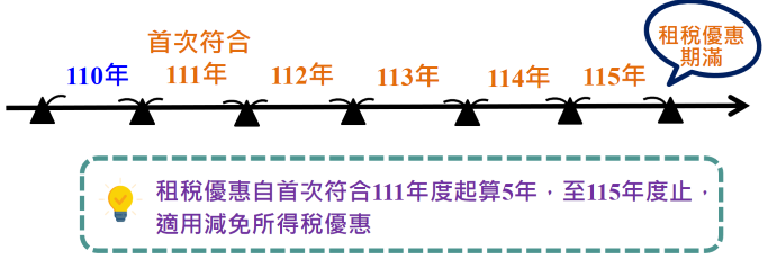 首次符合
110年
111年
112年
113年
114年
115年
租稅優惠
期滿
租稅優惠自首次符合111年度起算5年，至115年度止，
適用減免所得稅優惠